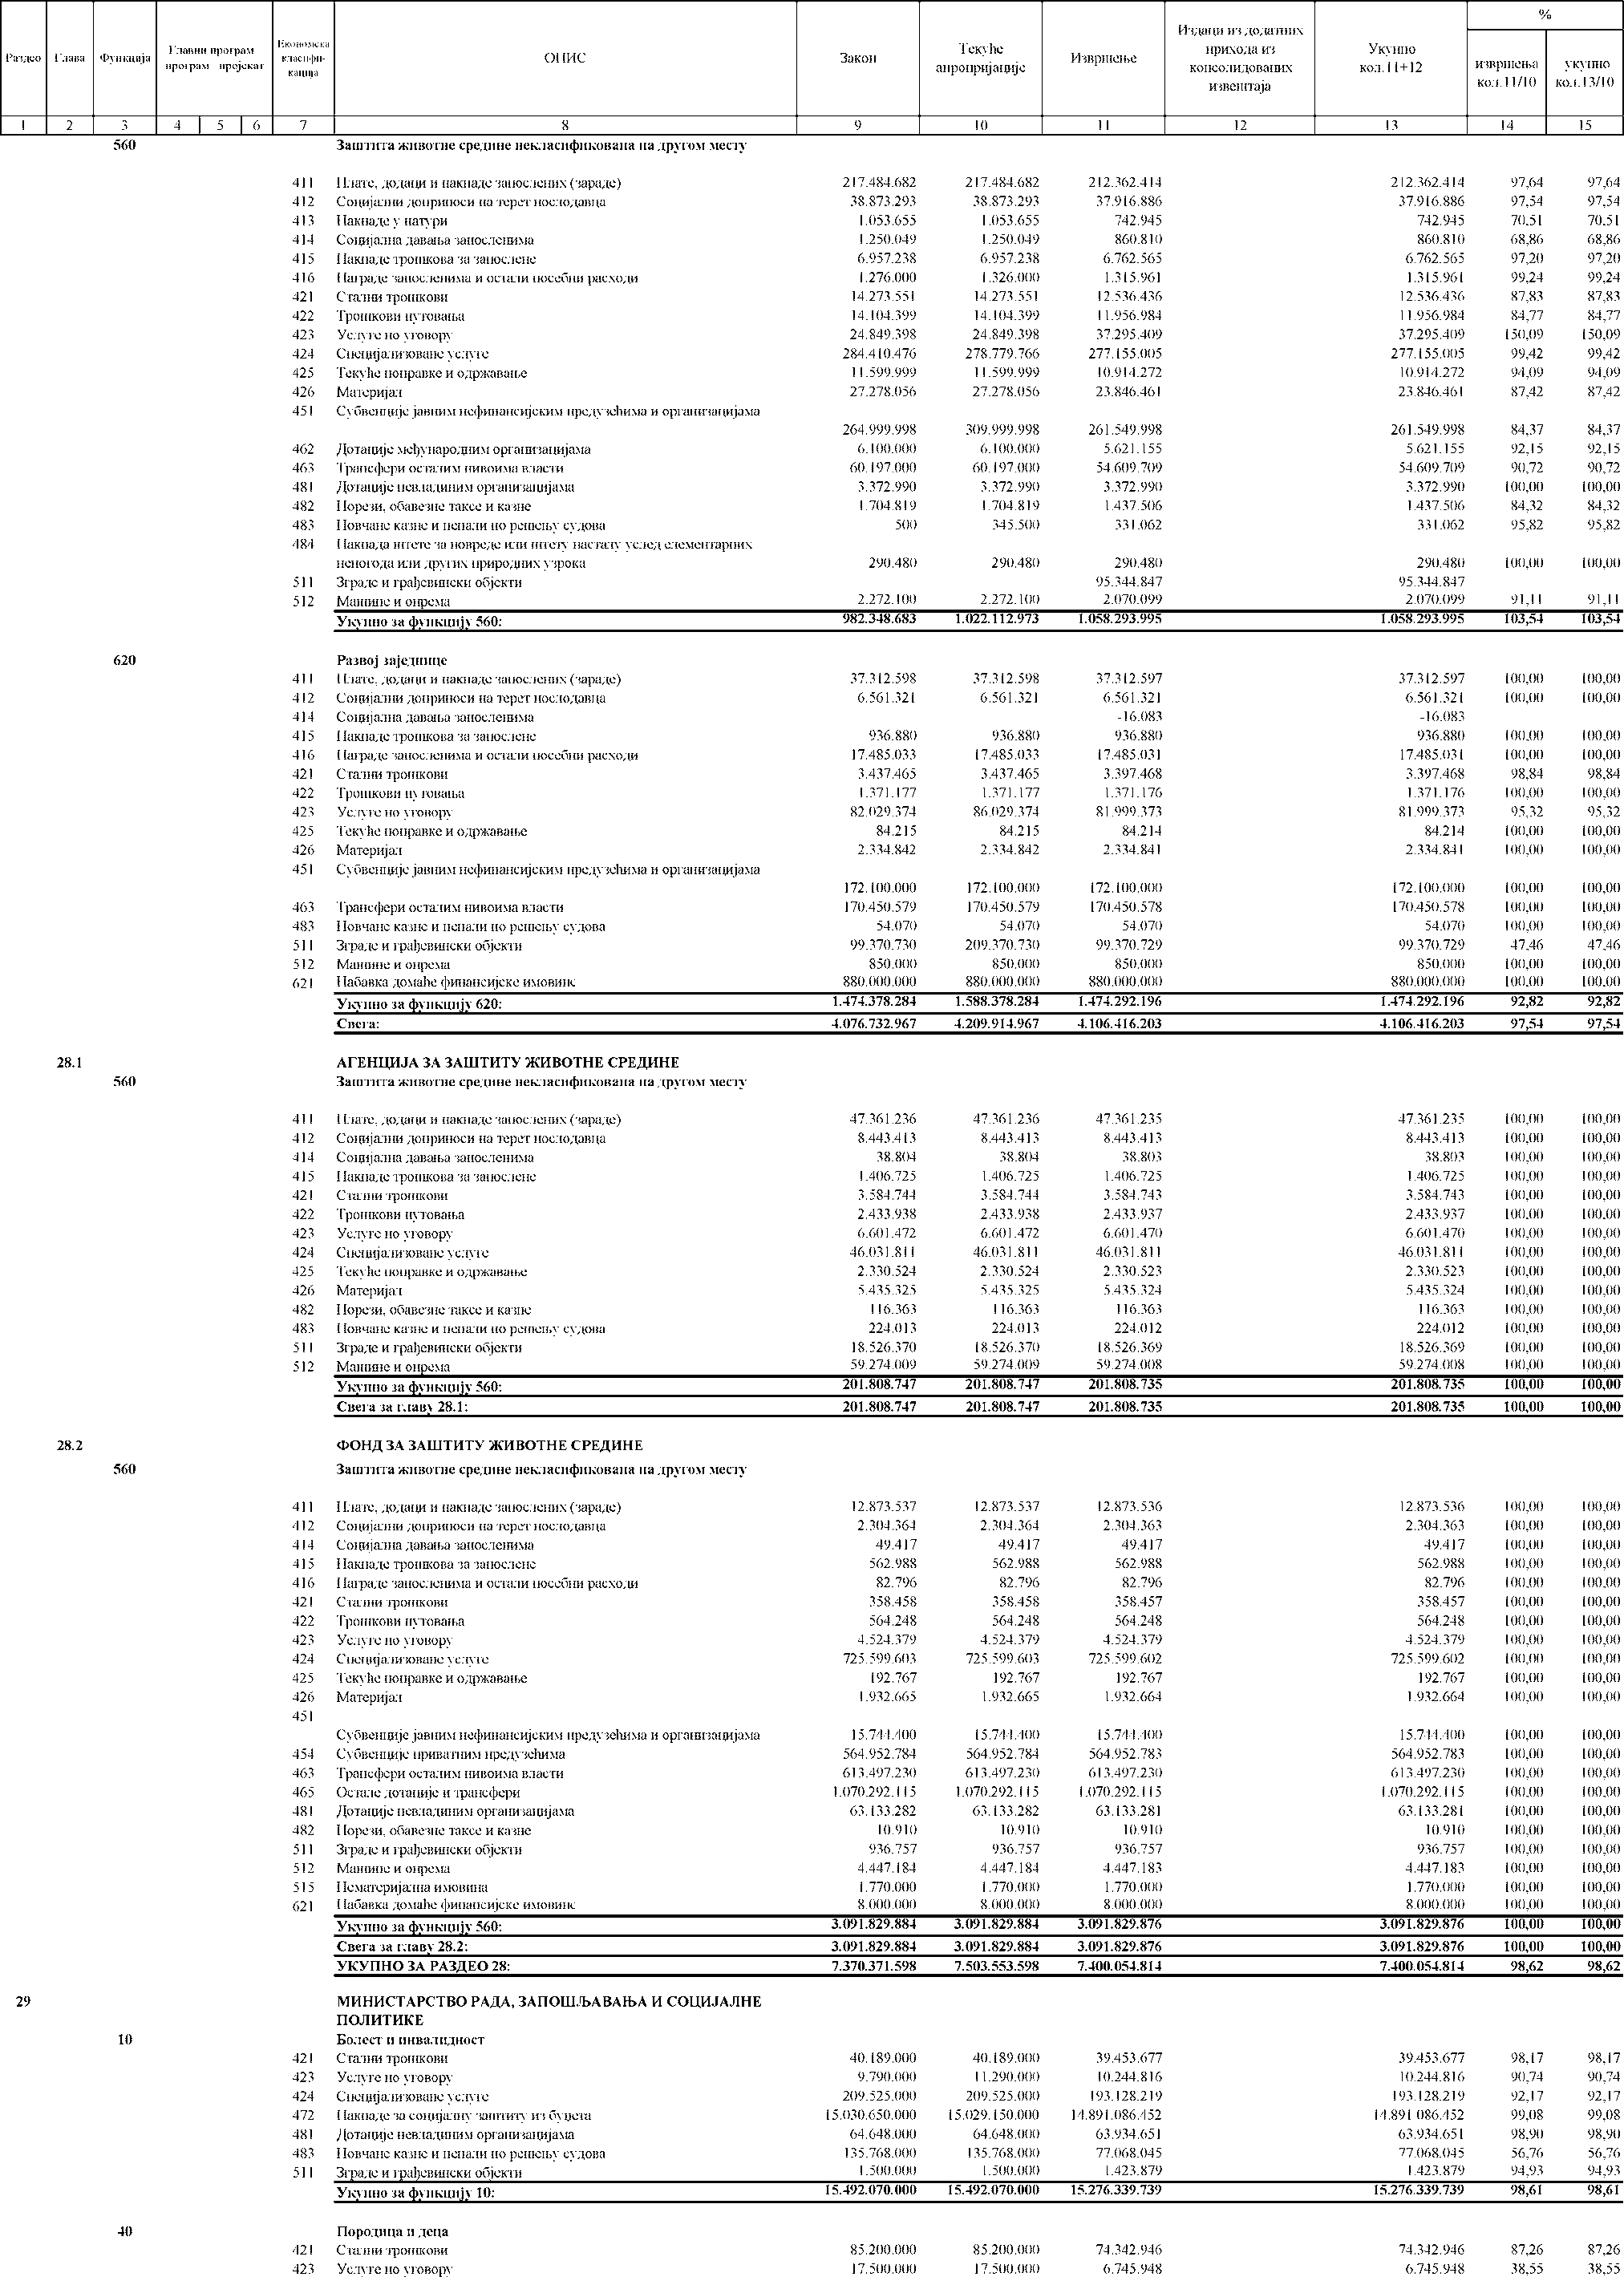 %
Раздео Глава Функција Главни програм програм пројекат Економска класифи-кација ОПИС Закон Текуће апропријације Извршење Издаци из додатних прихода из консолидованих извештаја Укупно кол.11+12 извршења кол.11/10 укупно кол.13/10
1 2 3 4 5 6 7 8 9 10 11 12 13 14 15
560 Заштита животне средине некласификована на другом месту
411 Плате, додаци и накнаде запослених (зараде) 217.484.682 217.484.682 212.362.414 212.362.414 97,64 97,64
412 Социјални доприноси на терет послодавца 38.873.293 38.873.293 37.916.886 37.916.886 97,54 97,54
413 Накнаде у натури 1.053.655 1.053.655 742.945 742.945 70,51 70,51
414 Социјална давања запосленима 1.250.049 1.250.049 860.810 860.810 68,86 68,86
415 Накнаде трошкова за запослене 6.957.238 6.957.238 6.762.565 6.762.565 97,20 97,20
416 Награде запосленима и остали посебни расходи 1.276.000 1.326.000 1.315.961 1.315.961 99,24 99,24
421 Стални трошкови 14.273.551 14.273.551 12.536.436 12.536.436 87,83 87,83
422 Трошкови путовања 14.104.399 14.104.399 11.956.984 11.956.984 84,77 84,77
423 Услуге по уговору 24.849.398 24.849.398 37.295.409 37.295.409 150,09 150,09
424 Специјализоване услуге 284.410.476 278.779.766 277.155.005 277.155.005 99,42 99,42
425 Текуће поправке и одржавање 11.599.999 11.599.999 10.914.272 10.914.272 94,09 94,09
426 Материјал 27.278.056 27.278.056 23.846.461 23.846.461 87,42 87,42
451 Субвенције јавним нефинансијским предузећима и организацијама
264.999.998 309.999.998 261.549.998 261.549.998 84,37 84,37
462 Дотације међународним организацијама 6.100.000 6.100.000 5.621.155 5.621.155 92,15 92,15
463 Трансфери осталим нивоима власти 60.197.000 60.197.000 54.609.709 54.609.709 90,72 90,72
481 Дотације невладиним организацијама 3.372.990 3.372.990 3.372.990 3.372.990 100,00 100,00
482 Порези, обавезне таксе и казне 1.704.819 1.704.819 1.437.506 1.437.506 84,32 84,32
483 Новчане казне и пенали по решењу судова 500 345.500 331.062 331.062 95,82 95,82
484 Накнада штете за повреде или штету насталу услед елементарних
непогода или других природних узрока 290.480 290.480 290.480 290.480 100,00 100,00
511 Зграде и грађевински објекти 95.344.847 95.344.847
512 Машине и опрема 2.272.100 2.272.100 2.070.099 2.070.099 91,11 91,11
Укупно за функцију 560: 982.348.683 1.022.112.973 1.058.293.995 1.058.293.995 103,54 103,54
620 Развој заједнице
411 Плате, додаци и накнаде запослених (зараде) 37.312.598 37.312.598 37.312.597 37.312.597 100,00 100,00
412 Социјални доприноси на терет послодавца 6.561.321 6.561.321 6.561.321 6.561.321 100,00 100,00
414 Социјална давања запосленима -16.083 -16.083
415 Накнаде трошкова за запослене 936.880 936.880 936.880 936.880 100,00 100,00
416 Награде запосленима и остали посебни расходи 17.485.033 17.485.033 17.485.031 17.485.031 100,00 100,00
421 Стални трошкови 3.437.465 3.437.465 3.397.468 3.397.468 98,84 98,84
422 Трошкови путовања 1.371.177 1.371.177 1.371.176 1.371.176 100,00 100,00
423 Услуге по уговору 82.029.374 86.029.374 81.999.373 81.999.373 95,32 95,32
425 Текуће поправке и одржавање 84.215 84.215 84.214 84.214 100,00 100,00
426 Материјал 2.334.842 2.334.842 2.334.841 2.334.841 100,00 100,00
451 Субвенције јавним нефинансијским предузећима и организацијама
172.100.000 172.100.000 172.100.000 172.100.000 100,00 100,00
463 Трансфери осталим нивоима власти 170.450.579 170.450.579 170.450.578 170.450.578 100,00 100,00
483 Новчане казне и пенали по решењу судова 54.070 54.070 54.070 54.070 100,00 100,00
511 Зграде и грађевински објекти 99.370.730 209.370.730 99.370.729 99.370.729 47,46 47,46
512 Машине и опрема 850.000 850.000 850.000 850.000 100,00 100,00
621 Набавка домаће финансијске имовине 880.000.000 880.000.000 880.000.000 880.000.000 100,00 100,00
Укупно за функцију 620: 1.474.378.284 1.588.378.284 1.474.292.196 1.474.292.196 92,82 92,82
Свега: 4.076.732.967 4.209.914.967 4.106.416.203 4.106.416.203 97,54 97,54
28.1 АГЕНЦИЈА ЗА ЗАШТИТУ ЖИВОТНЕ СРЕДИНЕ
560 Заштита животне средине некласификована на другом месту
411 Плате, додаци и накнаде запослених (зараде) 47.361.236 47.361.236 47.361.235 47.361.235 100,00 100,00
412 Социјални доприноси на терет послодавца 8.443.413 8.443.413 8.443.413 8.443.413 100,00 100,00
414 Социјална давања запосленима 38.804 38.804 38.803 38.803 100,00 100,00
415 Накнаде трошкова за запослене 1.406.725 1.406.725 1.406.725 1.406.725 100,00 100,00
421 Стални трошкови 3.584.744 3.584.744 3.584.743 3.584.743 100,00 100,00
422 Трошкови путовања 2.433.938 2.433.938 2.433.937 2.433.937 100,00 100,00
423 Услуге по уговору 6.601.472 6.601.472 6.601.470 6.601.470 100,00 100,00
424 Специјализоване услуге 46.031.811 46.031.811 46.031.811 46.031.811 100,00 100,00
425 Текуће поправке и одржавање 2.330.524 2.330.524 2.330.523 2.330.523 100,00 100,00
426 Материјал 5.435.325 5.435.325 5.435.324 5.435.324 100,00 100,00
482 Порези, обавезне таксе и казне 116.363 116.363 116.363 116.363 100,00 100,00
483 Новчане казне и пенали по решењу судова 224.013 224.013 224.012 224.012 100,00 100,00
511 Зграде и грађевински објекти 18.526.370 18.526.370 18.526.369 18.526.369 100,00 100,00
512 Машине и опрема 59.274.009 59.274.009 59.274.008 59.274.008 100,00 100,00
Укупно за функцију 560: 201.808.747 201.808.747 201.808.735 201.808.735 100,00 100,00
Свега за главу 28.1: 201.808.747 201.808.747 201.808.735 201.808.735 100,00 100,00
28.2 ФОНД ЗА ЗАШТИТУ ЖИВОТНЕ СРЕДИНЕ
560 Заштита животне средине некласификована на другом месту
411 Плате, додаци и накнаде запослених (зараде) 12.873.537 12.873.537 12.873.536 12.873.536 100,00 100,00
412 Социјални доприноси на терет послодавца 2.304.364 2.304.364 2.304.363 2.304.363 100,00 100,00
414 Социјална давања запосленима 49.417 49.417 49.417 49.417 100,00 100,00
415 Накнаде трошкова за запослене 562.988 562.988 562.988 562.988 100,00 100,00
416 Награде запосленима и остали посебни расходи 82.796 82.796 82.796 82.796 100,00 100,00
421 Стални трошкови 358.458 358.458 358.457 358.457 100,00 100,00
422 Трошкови путовања 564.248 564.248 564.248 564.248 100,00 100,00
423 Услуге по уговору 4.524.379 4.524.379 4.524.379 4.524.379 100,00 100,00
424 Специјализоване услуге 725.599.603 725.599.603 725.599.602 725.599.602 100,00 100,00
425 Текуће поправке и одржавање 192.767 192.767 192.767 192.767 100,00 100,00
426 Материјал 1.932.665 1.932.665 1.932.664 1.932.664 100,00 100,00
451
Субвенције јавним нефинансијским предузећима и организацијама 15.744.400 15.744.400 15.744.400 15.744.400 100,00 100,00
454 Субвенције приватним предузећима 564.952.784 564.952.784 564.952.783 564.952.783 100,00 100,00
463 Трансфери осталим нивоима власти 613.497.230 613.497.230 613.497.230 613.497.230 100,00 100,00
465 Остале дотације и трансфери 1.070.292.115 1.070.292.115 1.070.292.115 1.070.292.115 100,00 100,00
481 Дотације невладиним организацијама 63.133.282 63.133.282 63.133.281 63.133.281 100,00 100,00
482 Порези, обавезне таксе и казне 10.910 10.910 10.910 10.910 100,00 100,00
511 Зграде и грађевински објекти 936.757 936.757 936.757 936.757 100,00 100,00
512 Машине и опрема 4.447.184 4.447.184 4.447.183 4.447.183 100,00 100,00
515 Нематеријална имовина 1.770.000 1.770.000 1.770.000 1.770.000 100,00 100,00
621 Набавка домаће финансијске имовине 8.000.000 8.000.000 8.000.000 8.000.000 100,00 100,00
Укупно за функцију 560: 3.091.829.884 3.091.829.884 3.091.829.876 3.091.829.876 100,00 100,00
Свега за главу 28.2: 3.091.829.884 3.091.829.884 3.091.829.876 3.091.829.876 100,00 100,00
УКУПНО ЗА РАЗДЕО 28: 7.370.371.598 7.503.553.598 7.400.054.814 7.400.054.814 98,62 98,62
29 МИНИСТАРСТВО РАДА, ЗАПОШЉАВАЊА И СОЦИЈАЛНЕ
ПОЛИТИКЕ
10 Болест и инвалидност
421 Стални трошкови 40.189.000 40.189.000 39.453.677 39.453.677 98,17 98,17
423 Услуге по уговору 9.790.000 11.290.000 10.244.816 10.244.816 90,74 90,74
424 Специјализоване услуге 209.525.000 209.525.000 193.128.219 193.128.219 92,17 92,17
472 Накнаде за социјалну заштиту из буџета 15.030.650.000 15.029.150.000 14.891.086.452 14.891.086.452 99,08 99,08
481 Дотације невладиним организацијама 64.648.000 64.648.000 63.934.651 63.934.651 98,90 98,90
483 Новчане казне и пенали по решењу судова 135.768.000 135.768.000 77.068.045 77.068.045 56,76 56,76
511 Зграде и грађевински објекти 1.500.000 1.500.000 1.423.879 1.423.879 94,93 94,93
Укупно за функцију 10: 15.492.070.000 15.492.070.000 15.276.339.739 15.276.339.739 98,61 98,61
40 Породица и деца
421 Стални трошкови 85.200.000 85.200.000 74.342.946 74.342.946 87,26 87,26
423 Услуге по уговору 17.500.000 17.500.000 6.745.948 6.745.948 38,55 38,55